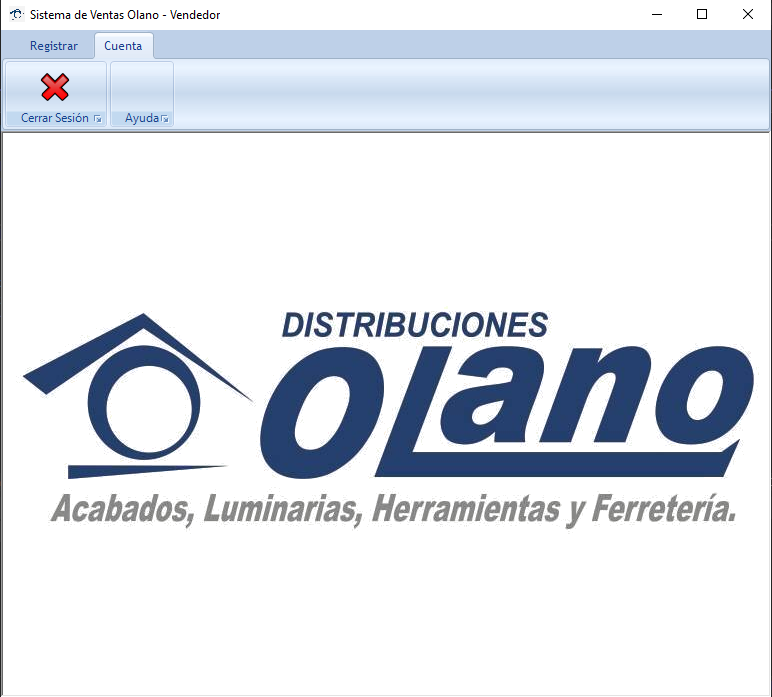 Sistema de Ventas Olano - Vendedor
Registrar Cuenta
Cerrar Sesión Ayuda
DISTRIBUCIONES
Olano
Acabados, Luminarias, Herramientas y Ferretería.